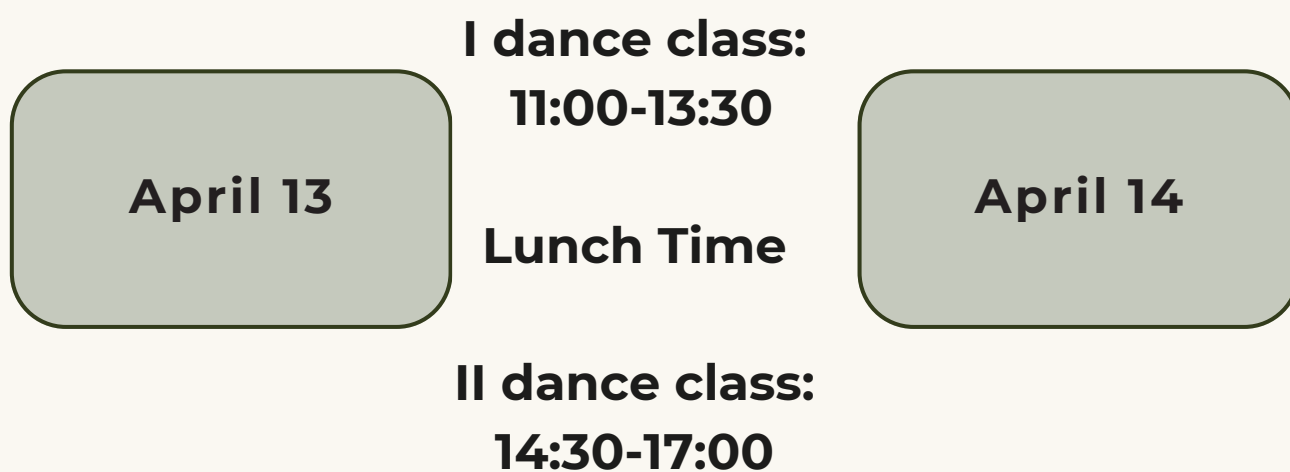 I dance class:
11:00-13:30
April 13
April 14
Lunch Time
II dance class:
14:30-17:00